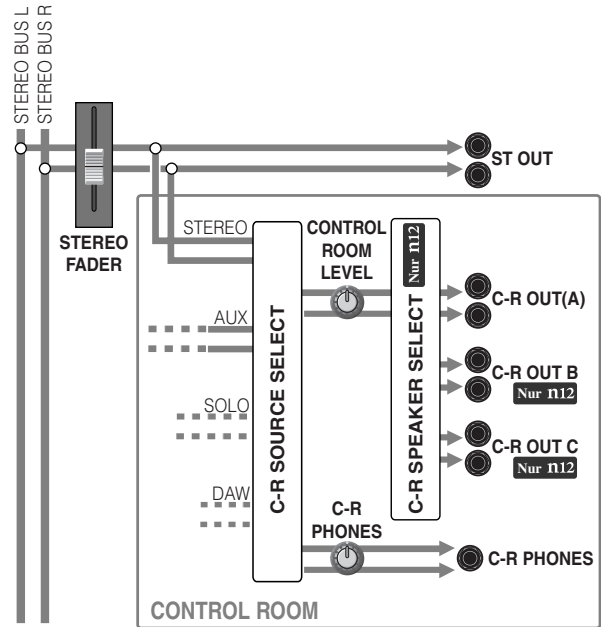 STEREO BUS L
STEREO BUS R
ST OUT
STEREO
FADER
STEREO
CONTROL
ROOM
LEVEL
Nur n12
C-R OUT(A)
AUX
C-R SOURCE SELECT
C-R SPEAKER SELECT
C-R OUT B
Nur n12
SOLO
C-R OUT C
Nur n12
DAW
C-R
PHONES
C-R PHONES
CONTROL ROOM